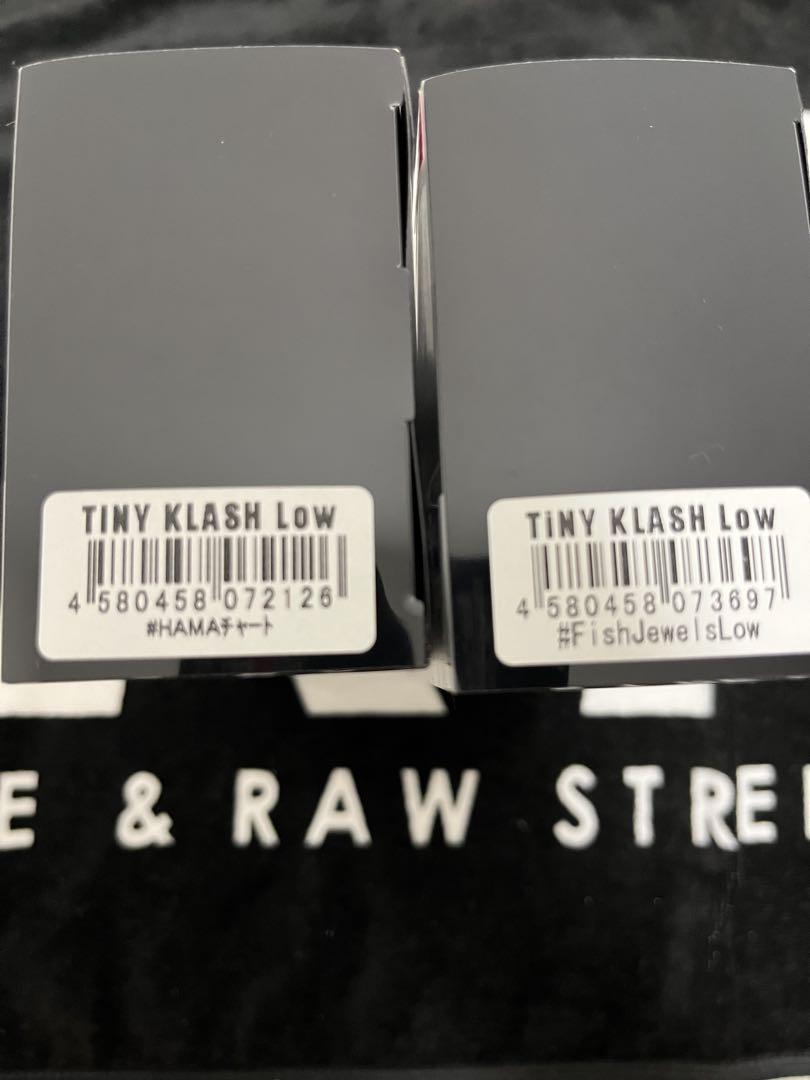 TINY KLASH Low
4 580458 072126
#HAMAチャート
TiNY KLASH Low
4 580458 073697
#FishJewelsLow
E & RAW STREE